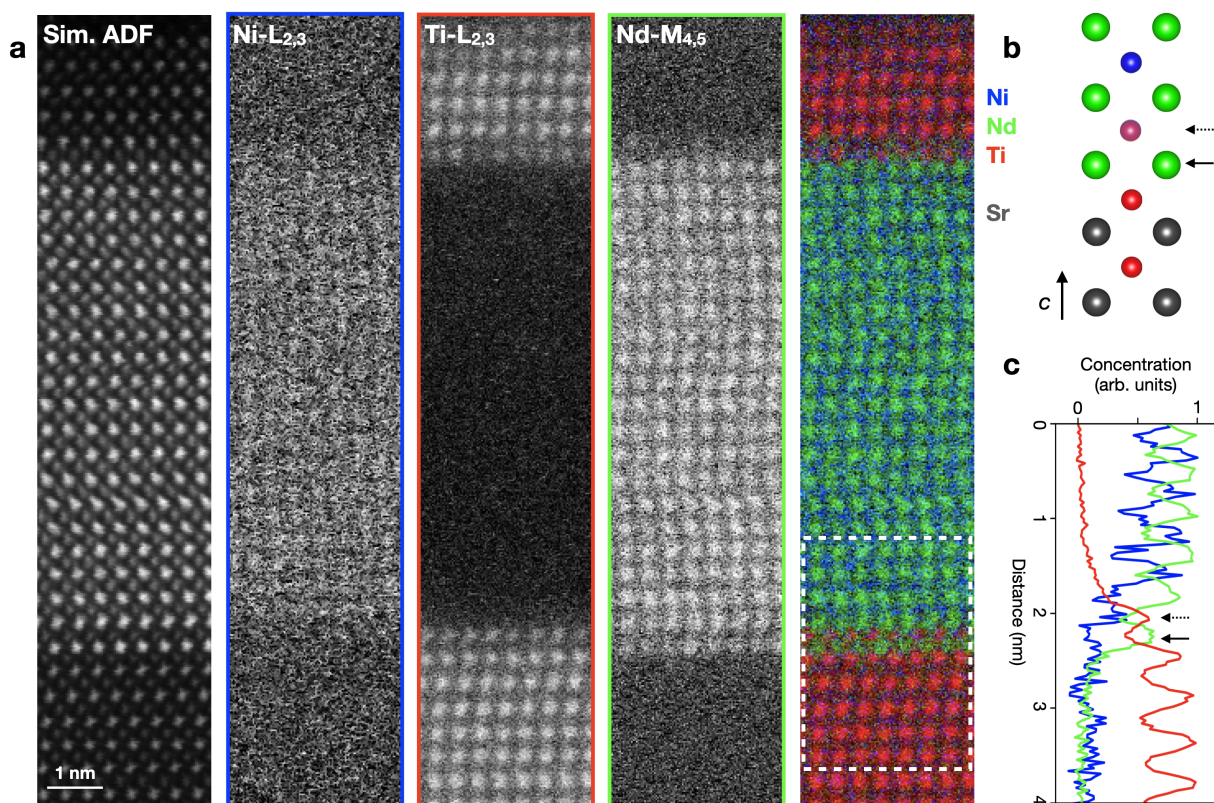 a
Sim. ADF
Ni-L2,3
Ti-L2,3
Nd-M4,5
1 nm
Ni
Nd
Ti
Sr
b
c
c
Concentration
(arb. units)
0 1
0
1
2
3
4
Distance (nm)